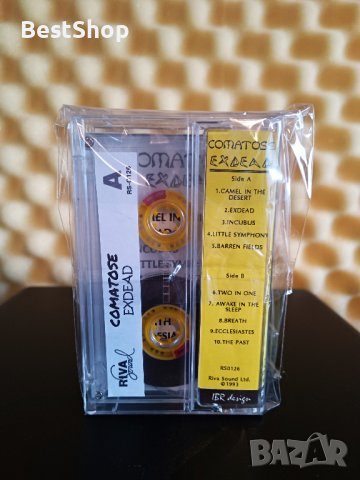 BestShop
A.
RS-0126
COMATOSE
EXDEAD
RIVA
Sound
COMATOSE
EXDEAD
Side A
1.CAMEL IN THE
DESERT
2.EXDEAD
3.INCUBUS
4.LITTLE SYMPHONY
5.BARREN FIELDS
Side B
6.TWO IN ONE
7. AWAKE IN THE
SLEEP
8.BREATH
9.ECCLESIASTES
10.THE PAST
RS0126
Riva Sound Ltd.
©1993
IBR design
BAZAR